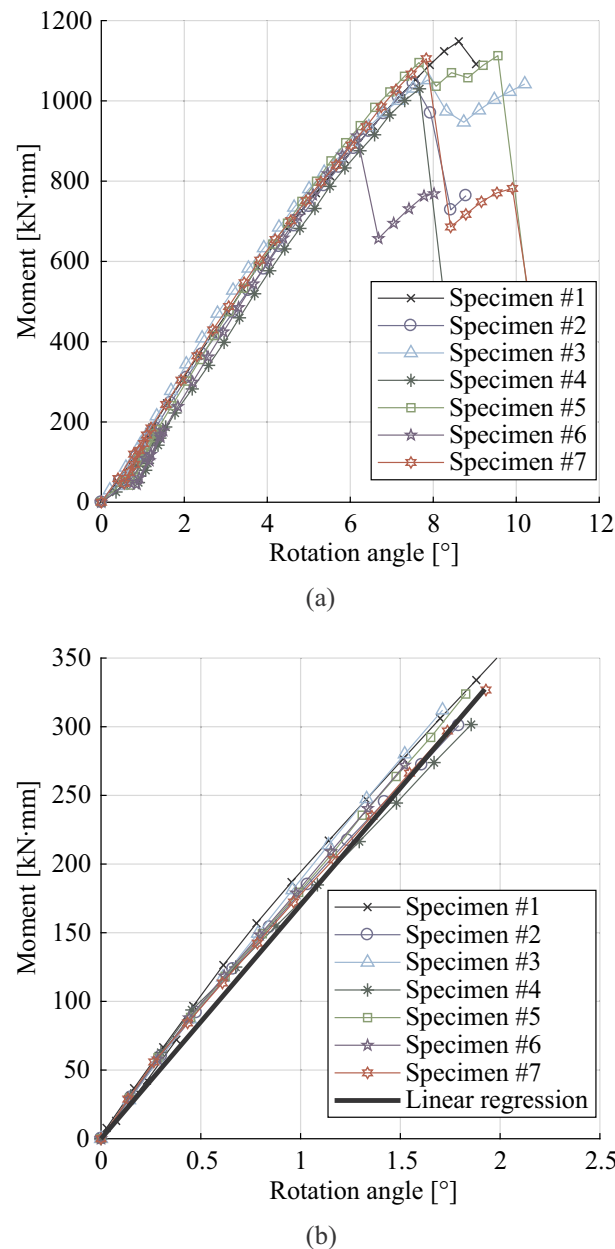 1200
1000
800
600
400
200
0
Moment [kN·mm]
Specimen #1
Specimen #2
Specimen #3
Specimen #4
Specimen #5
Specimen #6
Specimen #7
0 2 4 6 8 10 12
Rotation angle [°]
(a)
350
300
250
200
150
100
50
0
Moment [kN·mm]
Specimen #1
Specimen #2
Specimen #3
Specimen #4
Specimen #5
Specimen #6
Specimen #7
Linear regression
0 0.5 1 1.5 2 2.5
Rotation angle [°]
(b)